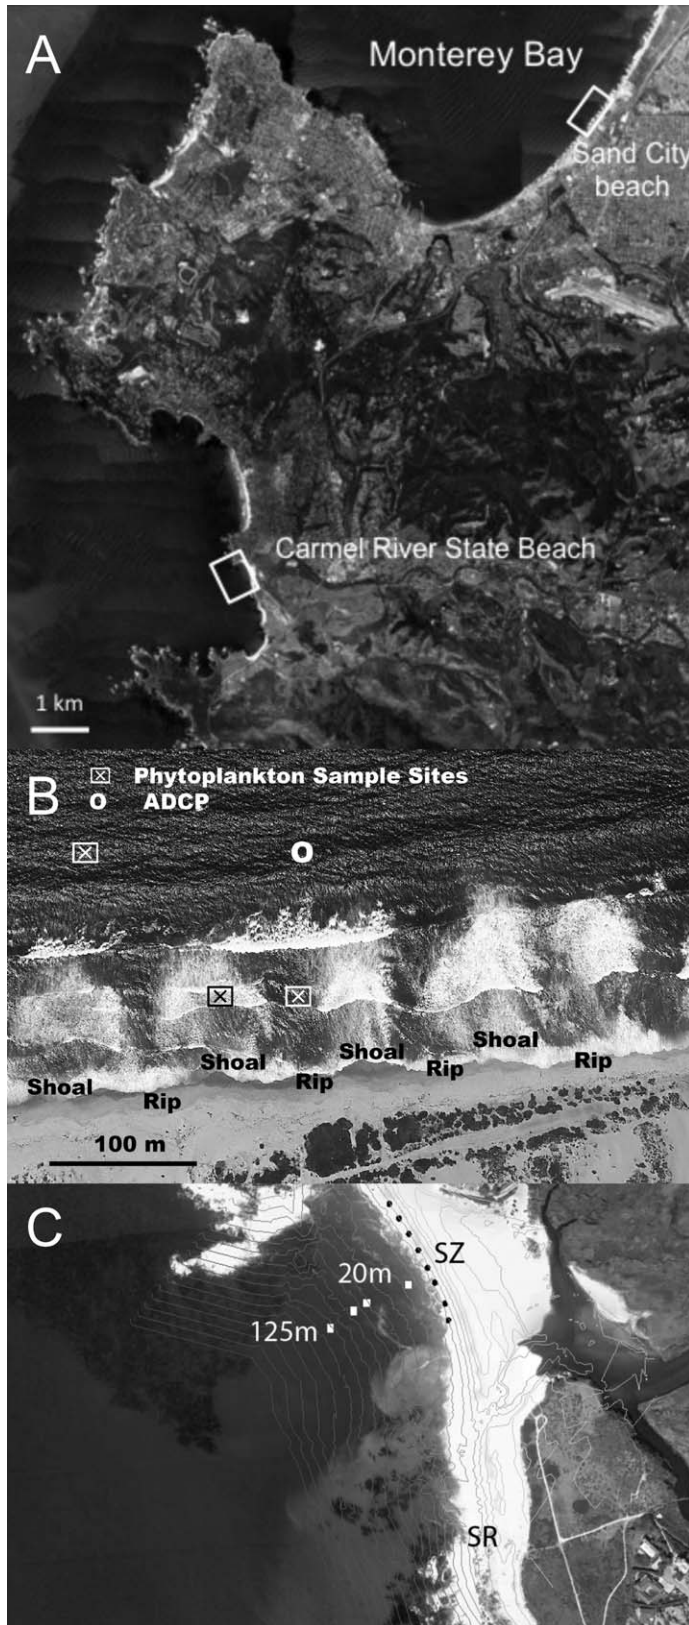 A
Monterey Bay
Sand City
beach
Carmel River State Beach
1 km
B
Phytoplankton Sample Sites
O ADCP
O
Shoal
Rip
Shoal
Rip
Shoal
Rip
Shoal
Rip
100 m
C
SZ
20m
125m
SR